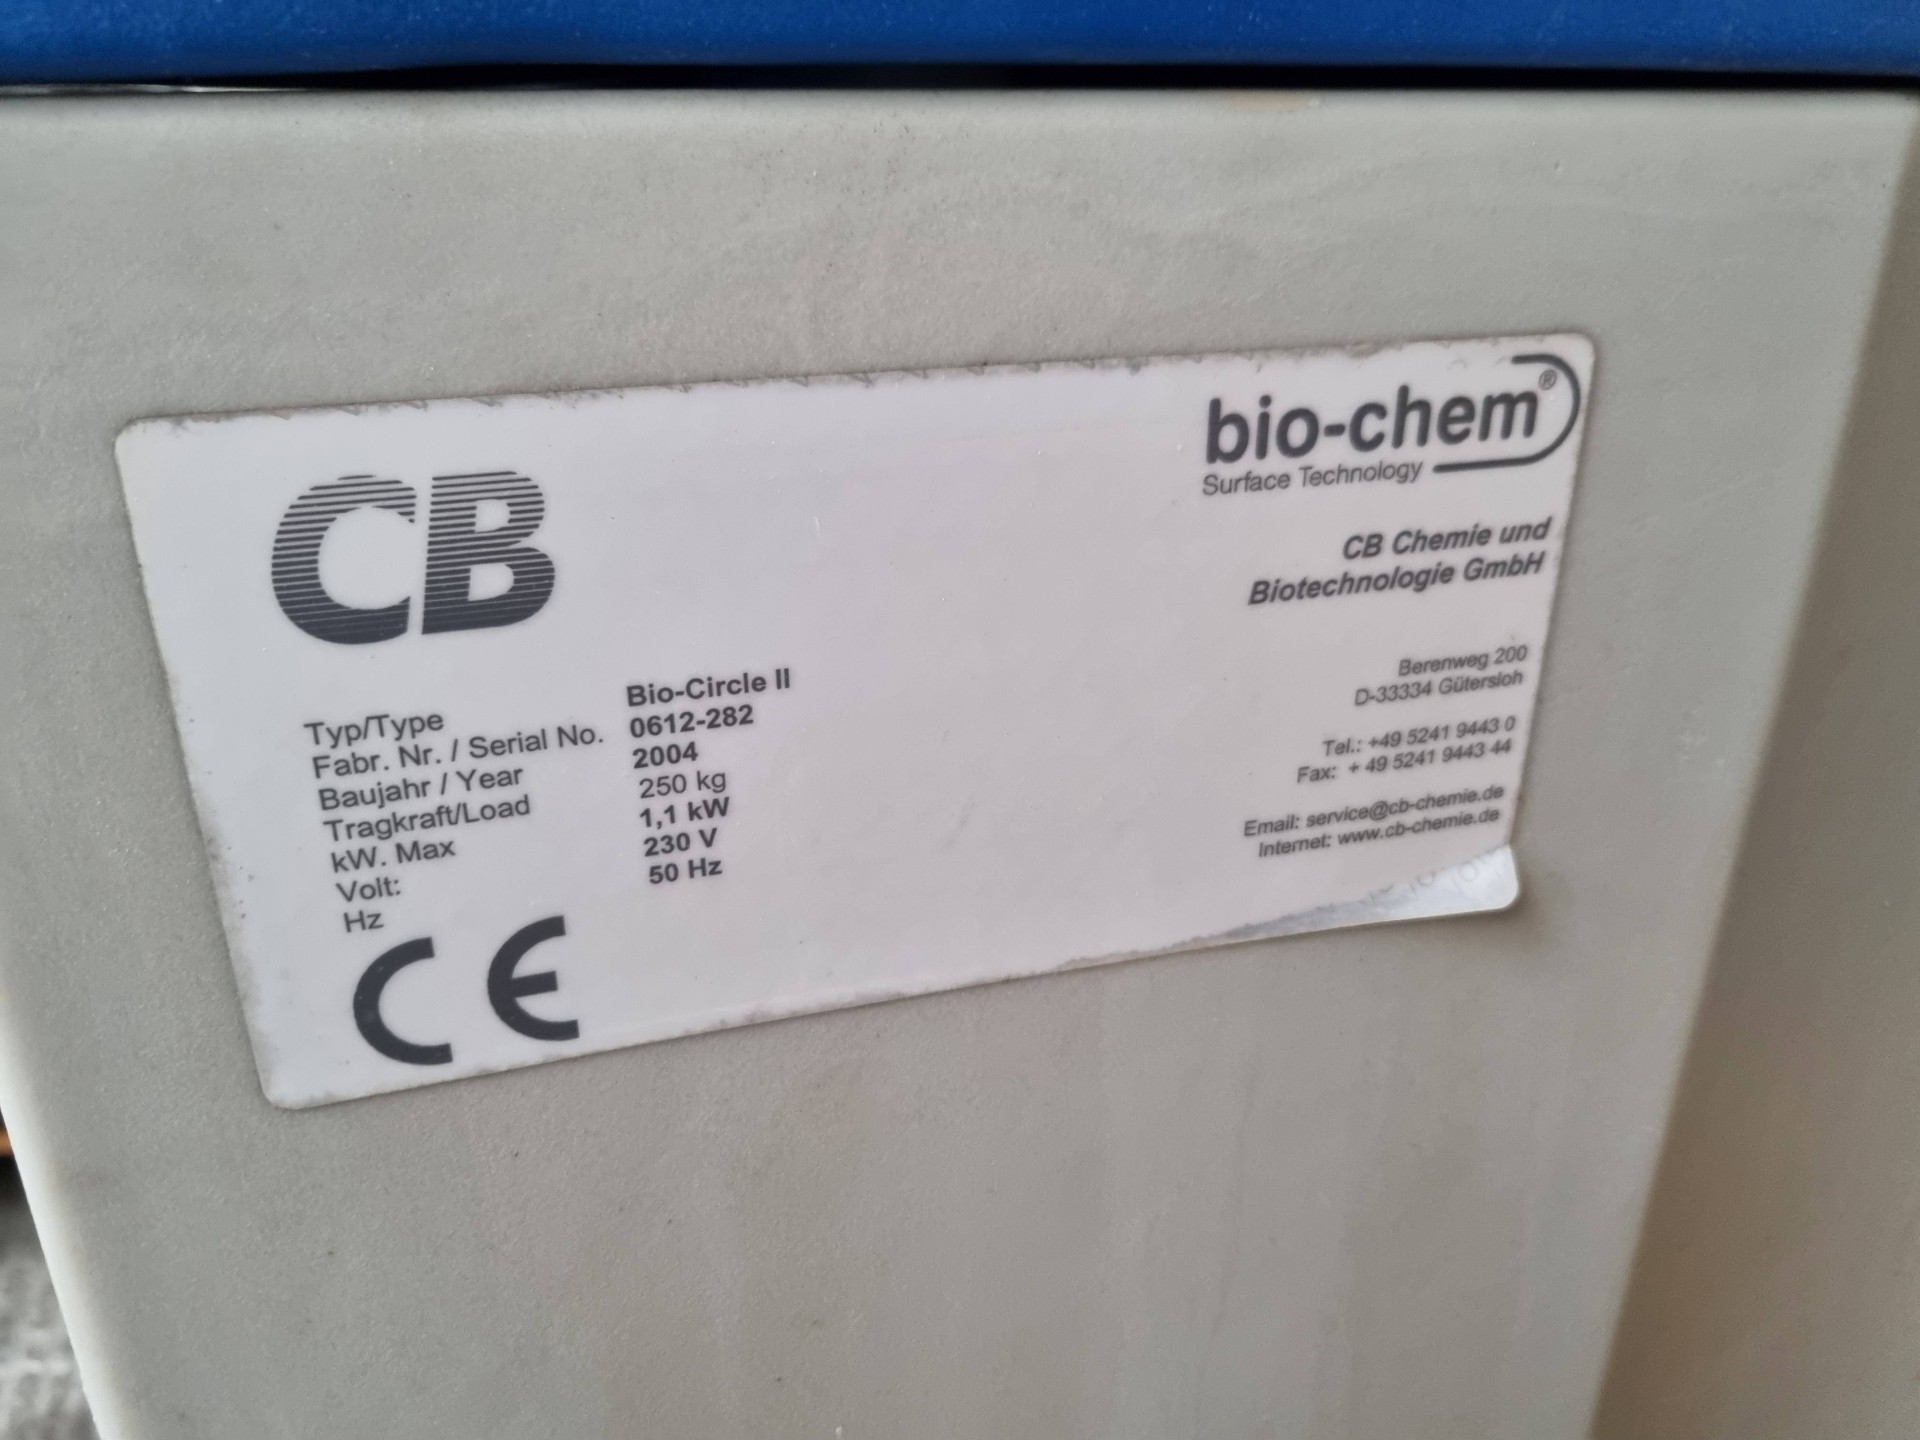 bio-chem®
Surface Technology
CB
CB Chemie und
Biotechnologie GmbH
Berenweg 200
D-33334 Gütersloh
Tel.: +49 5241 9443 0
Fax: + 49 5241 9443 44
Email: service@cb-chemie.de
Internet: www.cb-chemie.de
Typ/Type Bio-Circle II
Fabr. Nr. / Serial No. 0612-282
Baujahr / Year 2004
Tragkraft/Load 250 kg
kW. Max 1,1 kW
Volt: 230 V
Hz 50 Hz
CE